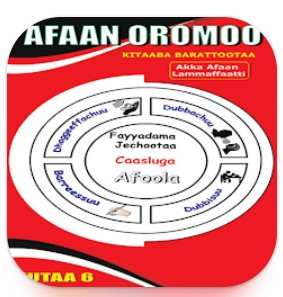 AFAAN OROMOO
KITAABA BARATTOOTAA
Akka Afaan
Lammaffaatti
Dhaggeeffachuu
Dubbachuu
Fayyadama
Jechootaa
Caasluga
Afoola
Barreessuu
Dubbisuu
UTAA 6